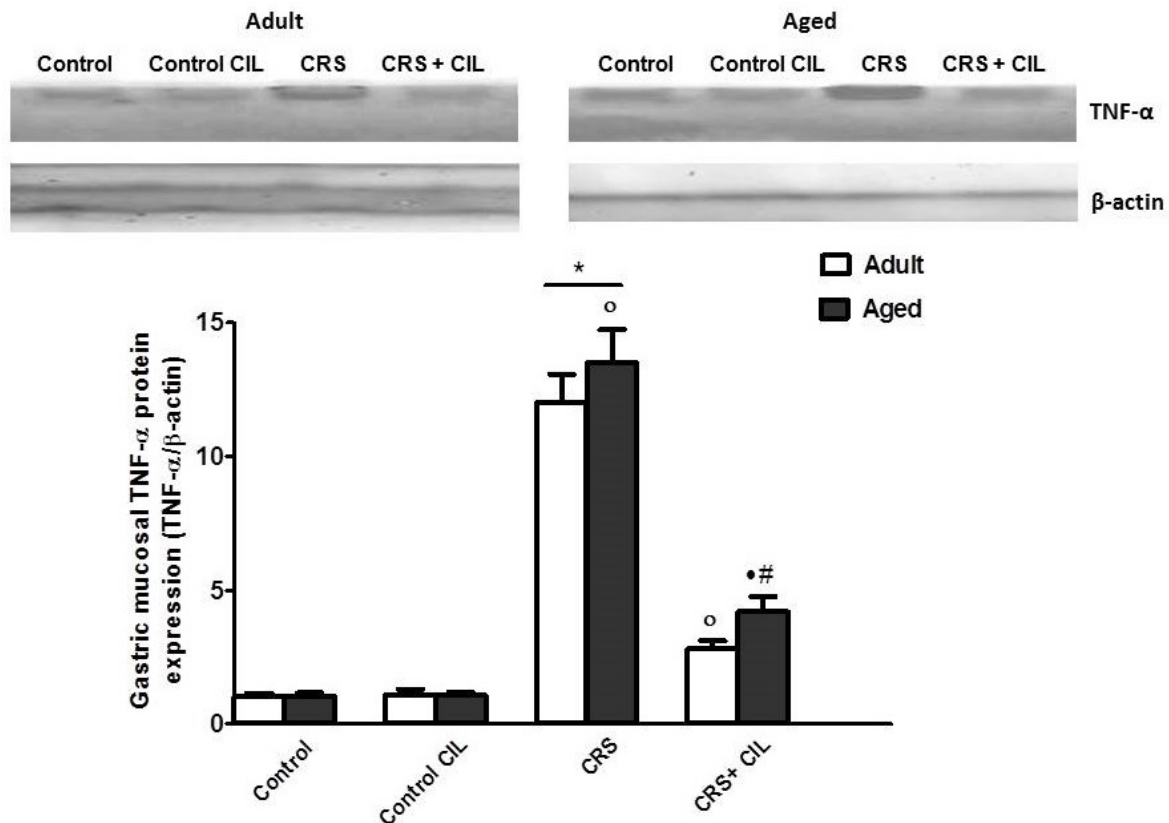 Adult Aged
Control Control CIL CRS CRS + CIL Control Control CIL CRS CRS + CIL
TNF-α
β-actin
Adult
Aged
*
o
15
10
5
0
•#
o
Gastric mucosal TNF-α protein
expression (TNF-α/β-actin)
Control Control CIL CRS CRS+ CIL